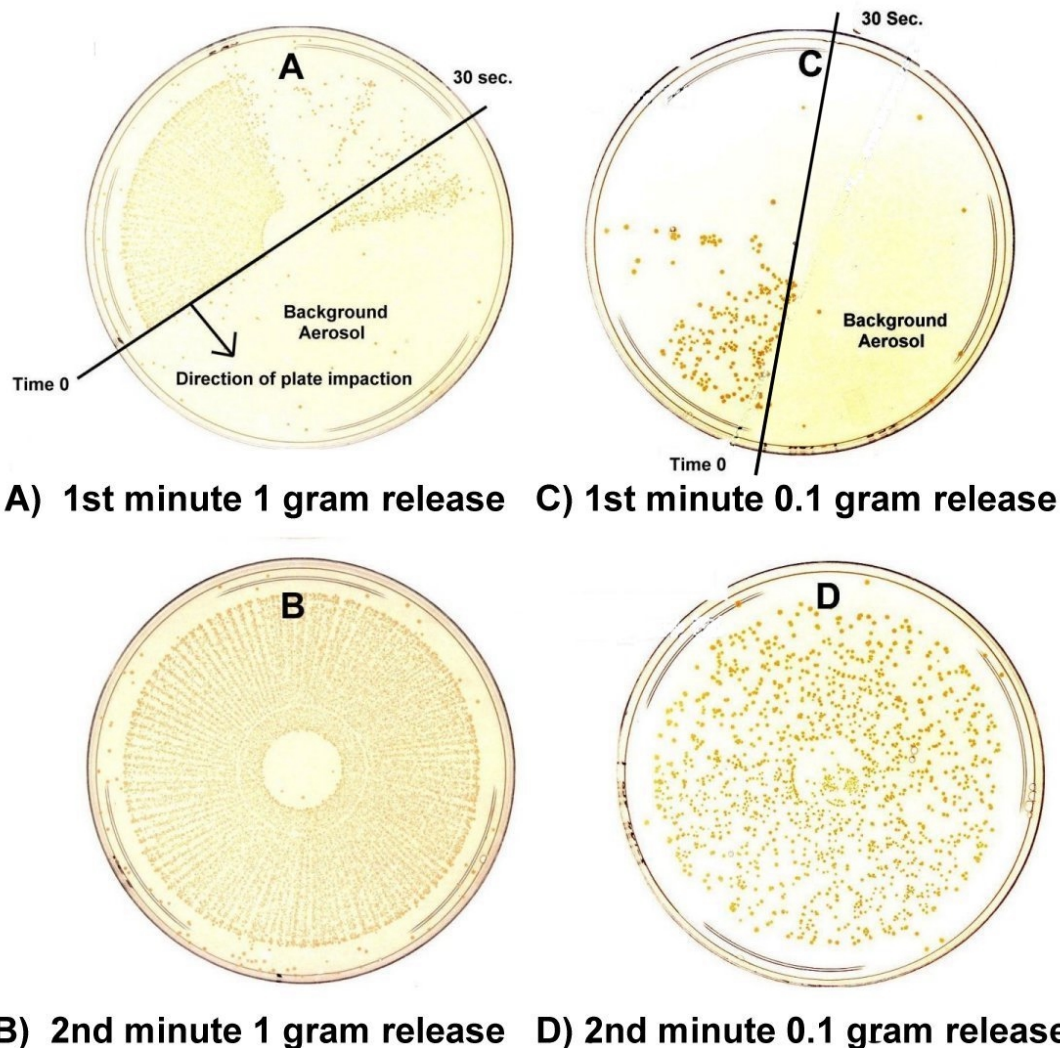 A
30 sec.
Background
Aerosol
Direction of plate impaction
Time 0
A) 1st minute 1 gram release
30 Sec.
C
Background
Aerosol
Time 0
C) 1st minute 0.1 gram release
B
B) 2nd minute 1 gram release
D
D) 2nd minute 0.1 gram release